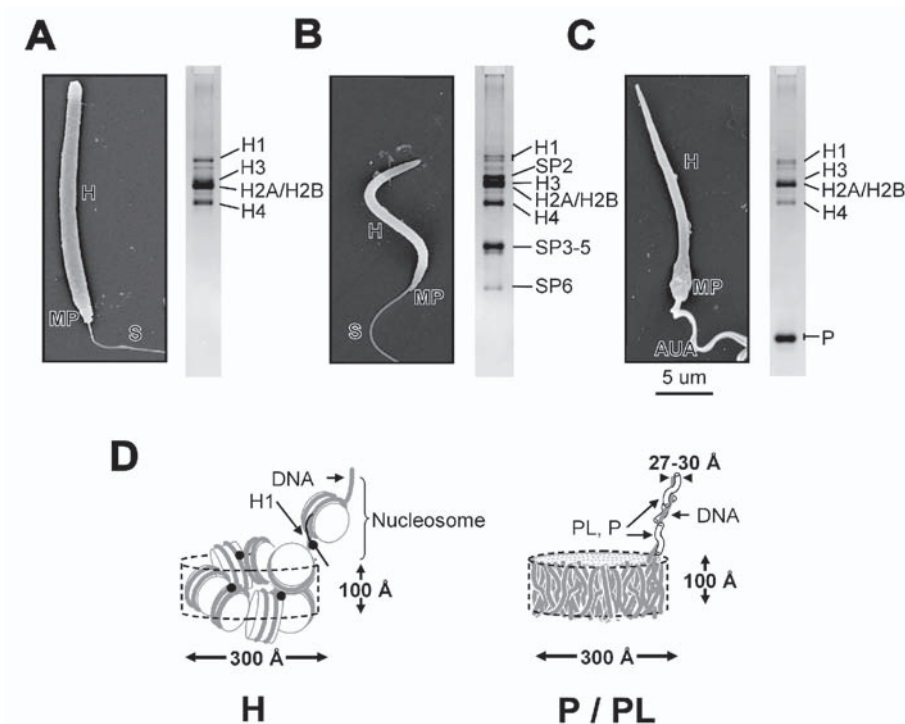 A
H
MP
S
H1
H3
H2A/H2B
H4
B
H
MP
S
H1
SP2
H3
H2A/H2B
H4
SP3-5
SP6
C
H
MP
AUA
5 um
H1
H3
H2A/H2B
H4
P
D
DNA
H1
Nucleosome
100 Å
300 Å
H
27-30 Å
PL, P
DNA
100 Å
300 Å
P / PL